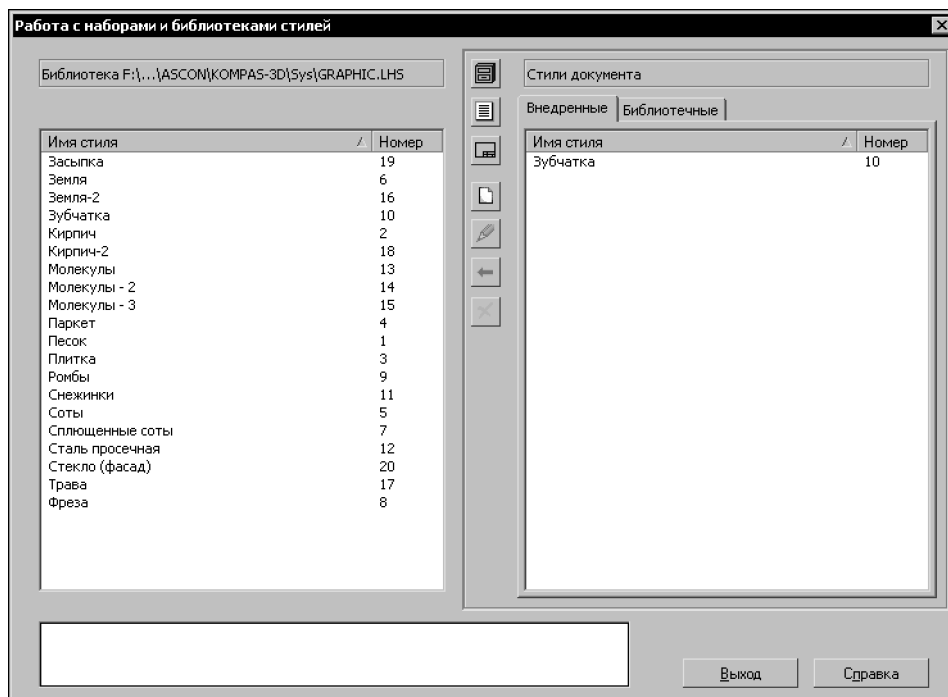 Работа с наборами и библиотеками стилей
Библиотека F:\...\ASCON\KOMPAS-3D\Sys\GRAPHIC.LHS
Имя стиля Номер
Засыпка 19
Земля 6
Земля-2 16
Зубчатка 10
Кирпич 2
Кирпич-2 18
Молекулы 13
Молекулы - 2 14
Молекулы - 3 15
Паркет 4
Песок 1
Плитка 3
Ромбы 9
Снежинки 11
Соты 5
Сплющенные соты 7
Сталь просечная 12
Стекло (фасад) 20
Трава 17
Фреза 8
Стили документа
Внедренные Библиотечные
Имя стиля Номер
Зубчатка 10
Выход Справка